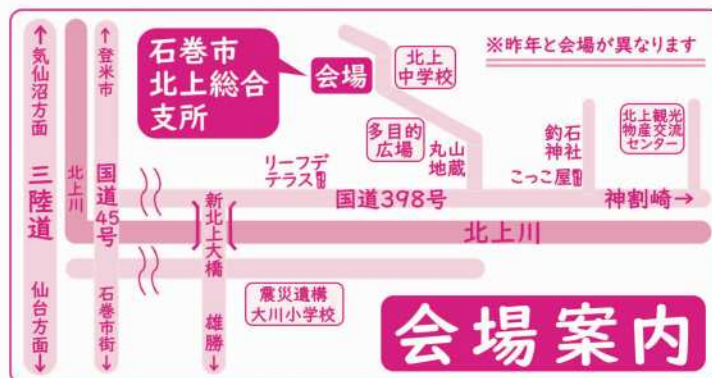 ↑気仙沼方面
三陸道
仙台方面↓
北上川
↑登米市
国道45号
石巻市街↓
石巻市
北上総合
支所
会場
北上
中学校
※昨年と会場が異なります
多目的
広場
丸山
地蔵
釣石
神社
北上観光
物産交流
センター
リーフデ
テラス
こっこ屋
国道398号
神割崎→
新北上大橋
北上川
雄勝↓
震災遺構
大川小学校
会場案内